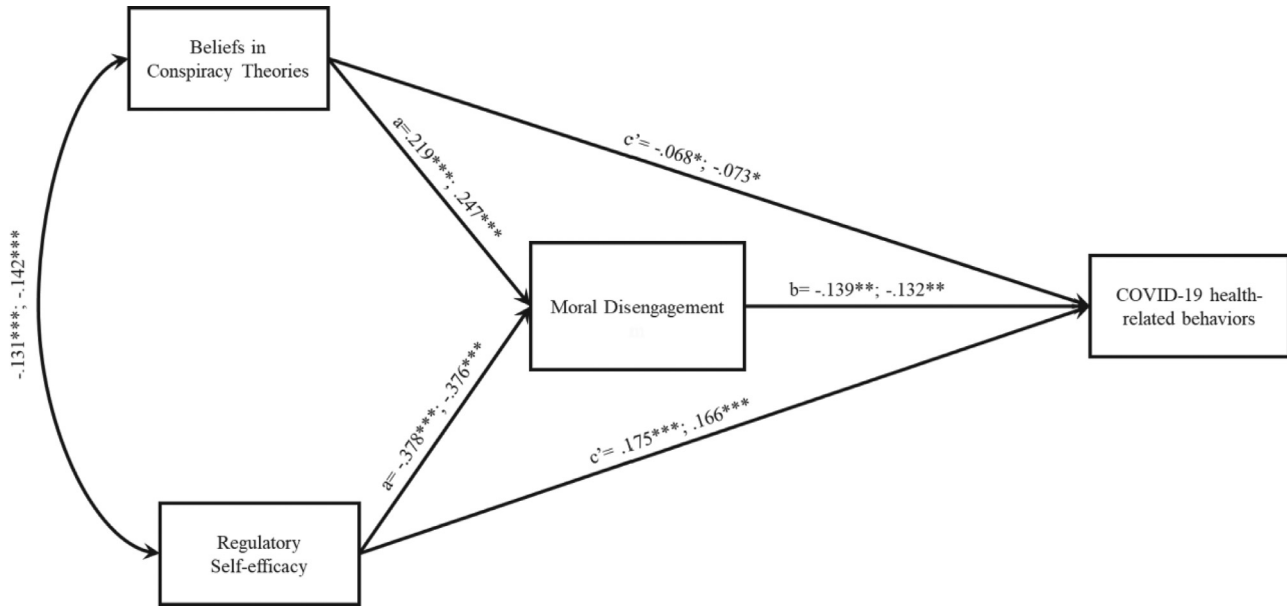 Beliefs in
Conspiracy Theories
a=.219***; .247***
c’= -.068*; -.073*
-.131***; -.142***
Moral Disengagement
b= -.139**; -.132**
COVID-19 health-
related behaviors
a= -.378***; -.376***
c’= .175***; .166***
Regulatory
Self-efficacy